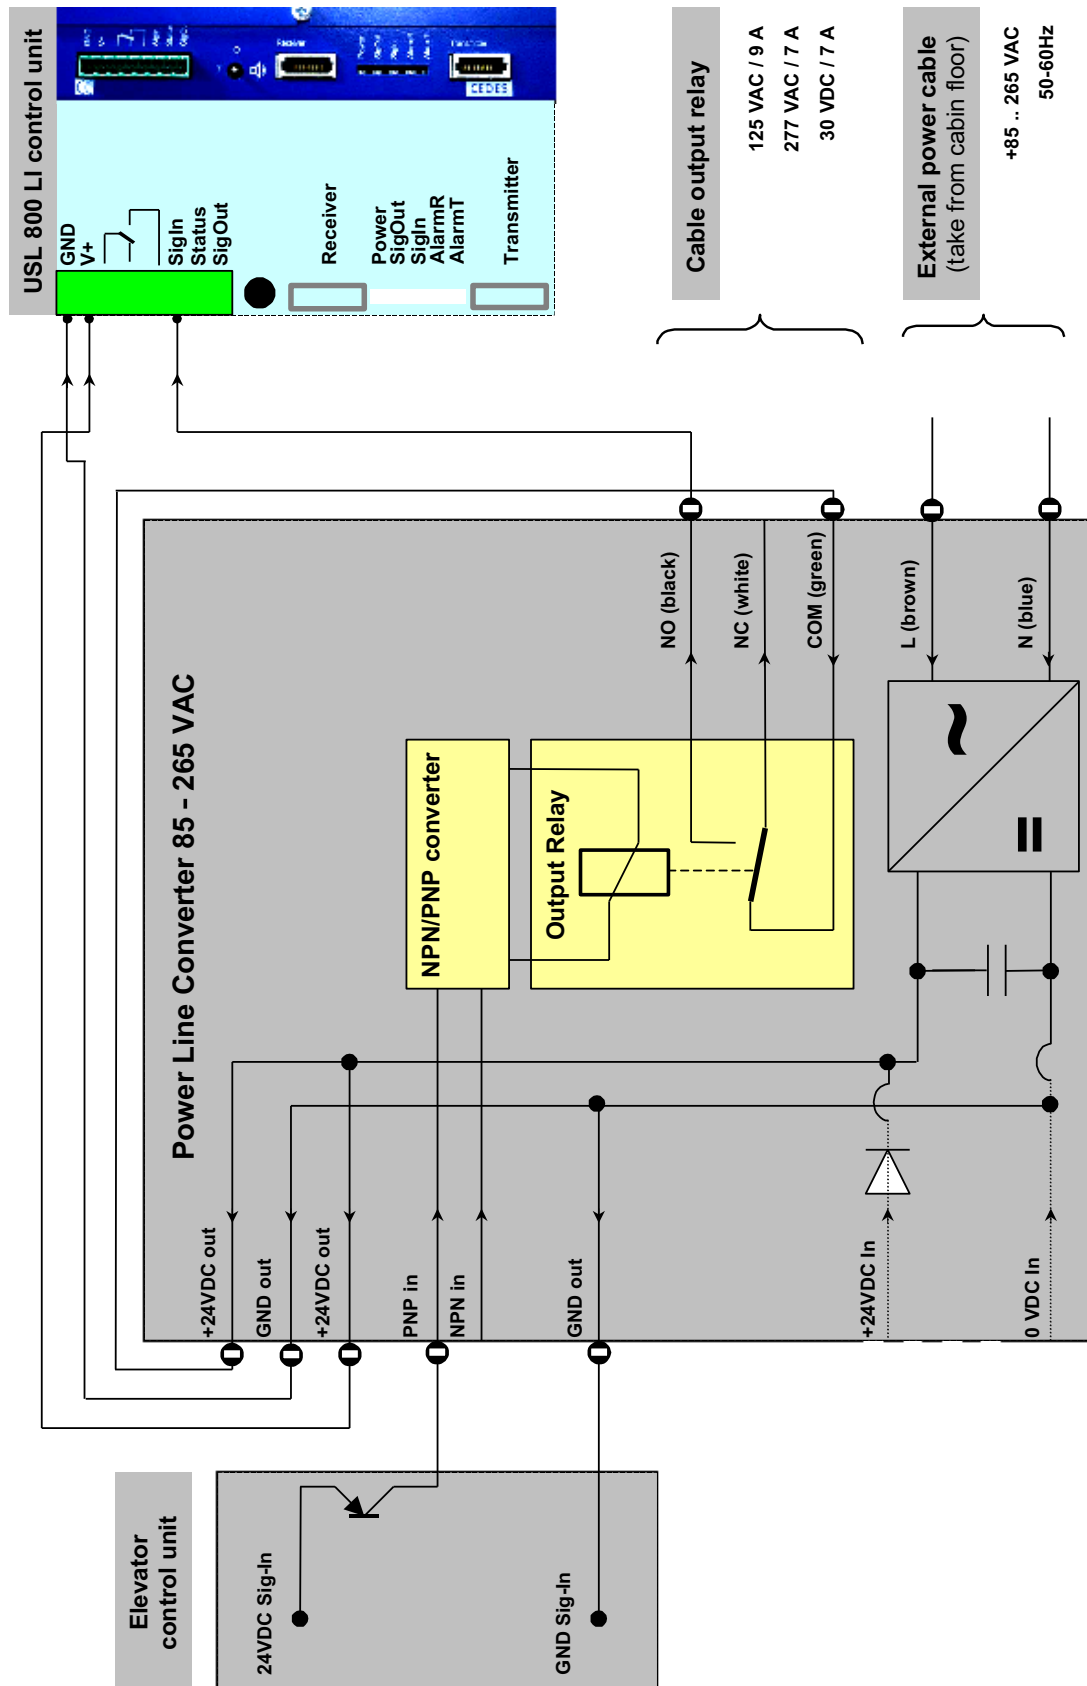 USL 800 LI control unit
Receiver
Transmitter
CEDES
GND
V+
SigIn
Status
SigOut
Receiver
Power
SigOut
SigIn
AlarmR
AlarmT
Transmitter
Cable output relay
125 VAC / 9 A
277 VAC / 7 A
30 VDC / 7 A
External power cable
(take from cabin floor)
+85 .. 265 VAC
50-60Hz
Power Line Converter 85 - 265 VAC
NPN/PNP converter
Output Relay
NO (black)
NC (white)
COM (green)
L (brown)
N (blue)
~
=
+24VDC out
GND out
+24VDC out
PNP in
NPN in
GND out
+24VDC In
0 VDC In
Elevator
control unit
24VDC Sig-In
GND Sig-In